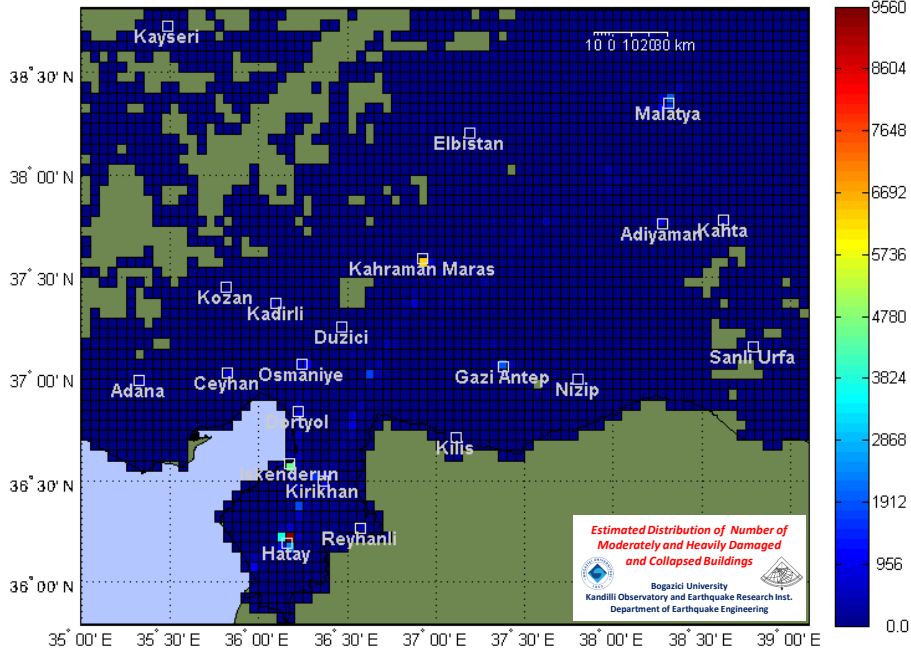 Kayseri
10 0 102030 km
Malatya
Elbistan
Adiyaman
Kahta
Kahraman Maras
Kozan
Kadirli
Duzici
Sanli Urfa
Osmaniye
Gazi Antep
Adana
Ceyhan
Nizip
Dortyol
Kilis
Iskenderun
Kirikhan
Reyhanli
Hatay
38° 30' N
38° 00' N
37° 30' N
37° 00' N
36° 30' N
36° 00' N
35° 00' E
35° 30' E
36° 00' E
36° 30' E
37° 00' E
37° 30' E
38° 00' E
38° 30' E
39° 00' E
9560
8604
7648
6692
5736
4780
3824
2868
1912
956
0.0
Estimated Distribution of Number of
Moderately and Heavily Damaged
and Collapsed Buildings
Bogazici University
Kandilli Observatory and Earthquake Research Inst.
Department of Earthquake Engineering